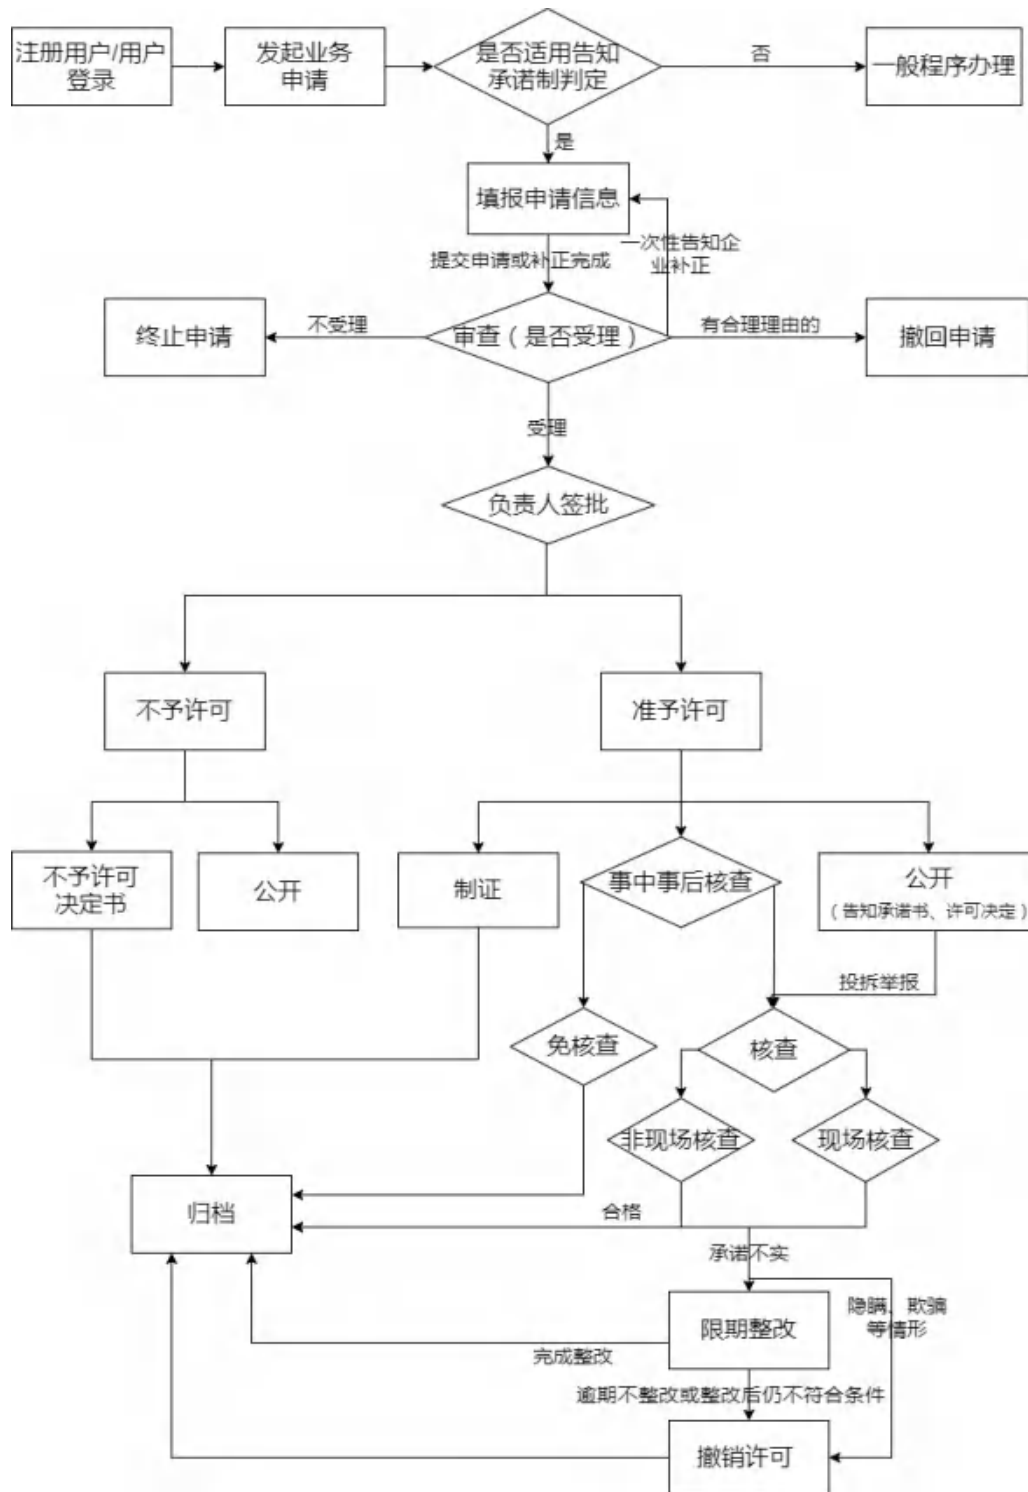 注册用户/用户
登录
发起业务
申请
是否适用告知
承诺制判定
否
一般程序办理
是
填报申请信息
提交申请或补正完成
一次性告知企
业补正
终止申请
不受理
审查（是否受理）
有合理理由的
撤回申请
受理
负责人签批
不予许可
准予许可
不予许可
决定书
公开
制证
事中事后核查
公开
（告知承诺书、许可决定）
投拆举报
免核查
核查
非现场核查
现场核查
归档
合格
承诺不实
隐瞒、欺骗
等情形
限期整改
完成整改
逾期不整改或整改后仍不符合条件
撤销许可